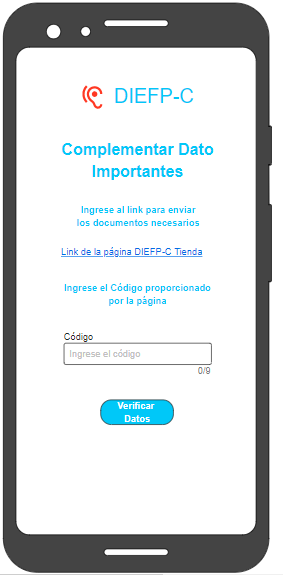 DIEFP-C
Complementar Dato
Importantes
Ingrese al link para enviar
los documentos necesarios
Link de la página DIEFP-C Tienda
Ingrese el Código proporcionado
por la página
Código
Ingrese el código
0/9
Verificar
Datos